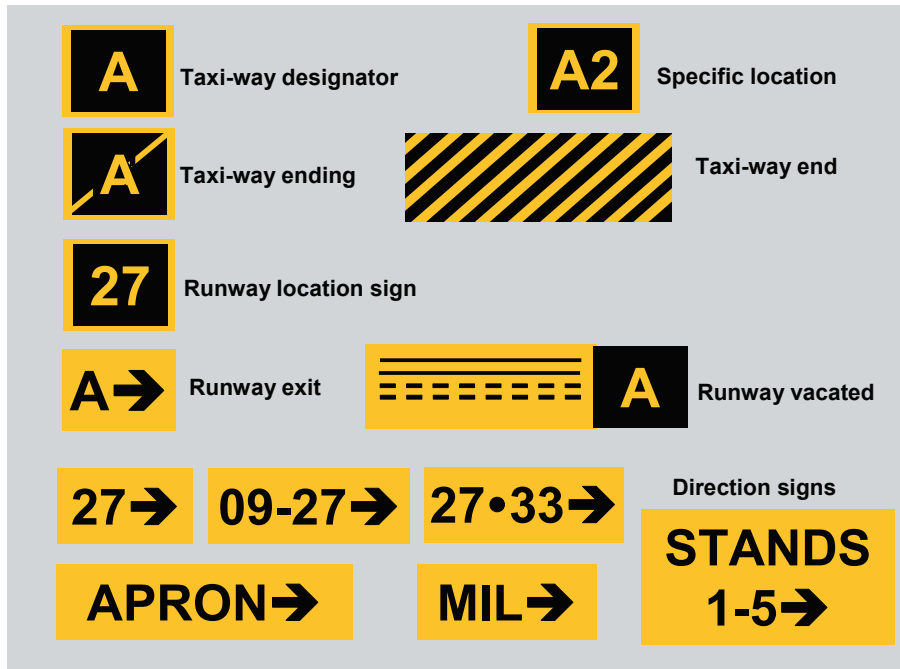 A
Taxi-way designator
A2
Specific location
A
Taxi-way ending
Taxi-way end
27
Runway location sign
A➔
Runway exit
A
Runway vacated
27➔
09-27➔
27•33➔
Direction signs
STANDS
1-5➔
APRON➔
MIL➔